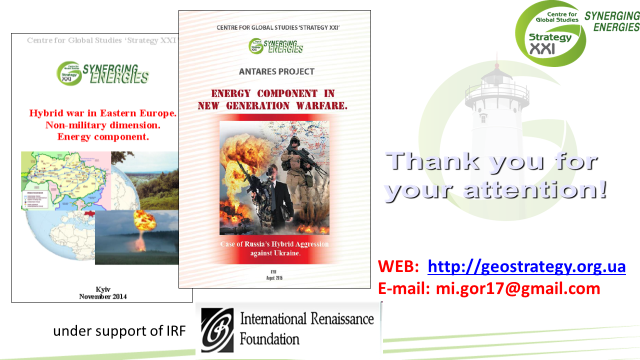 Centre for Global Studies 'Strategy XXI'
SYNERGING
ENERGIES
Hybrid war in Eastern Europe.
Non-military dimension.
Energy component.
Kyiv
November 2014
CENTRE FOR GLOBAL STUDIES 'STRATEGY XXI'
SYNERGING
ENERGIES
ANTARES PROJECT
ENERGY COMPONENT IN
NEW GENERATION WARFARE.
Case of Russia's Hybrid Aggression
against Ukraine.
August 2016
under support of IRF
International Renaissance
Foundation
Centre for
Global Studies
Strategy
XXI
SYNERGING
ENERGIES
Thank you for
your attention!
WEB: http://geostrategy.org.ua
E-mail: mi.gor17@gmail.com